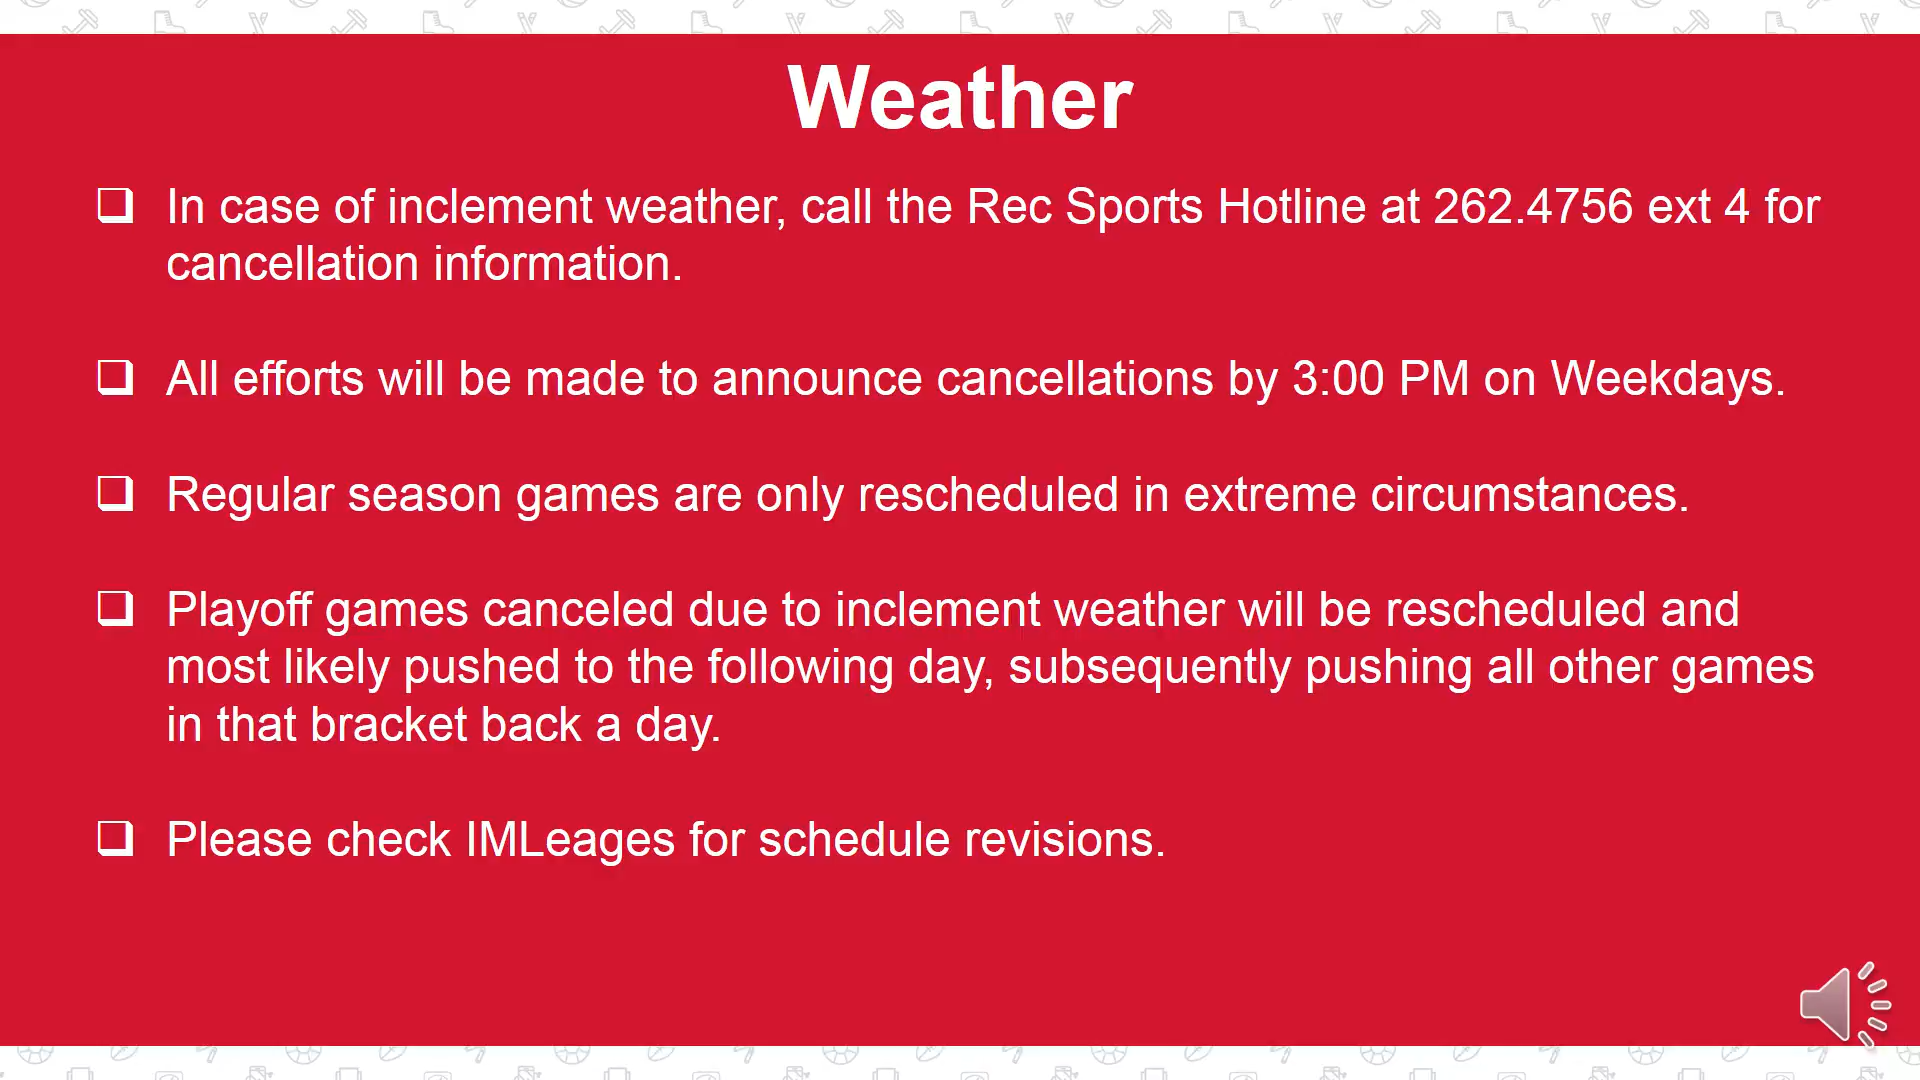 Weather
In case of inclement weather, call the Rec Sports Hotline at 262.4756 ext 4 for
cancellation information.
All efforts will be made to announce cancellations by 3:00 PM on Weekdays.
Regular season games are only rescheduled in extreme circumstances.
Playoff games canceled due to inclement weather will be rescheduled and
most likely pushed to the following day, subsequently pushing all other games
in that bracket back a day.
Please check IMLeages for schedule revisions.